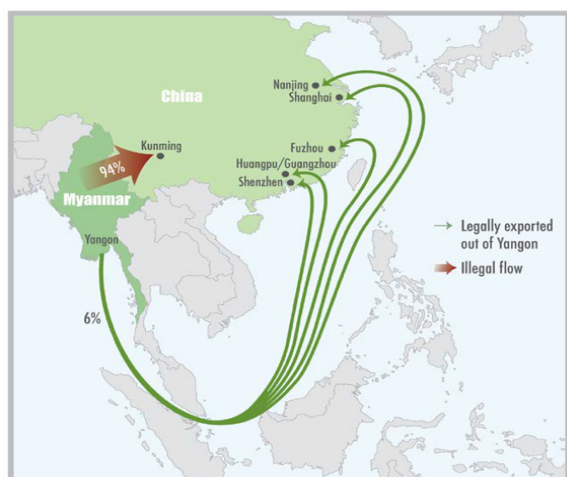 Nanjing
Shanghai
China
Fuzhou
Kunming
Huangpu/Guangzhou
94%
Shenzhen
Myanmar
Legally exported
out of Yangon
Yangon
Illegal flow
6%